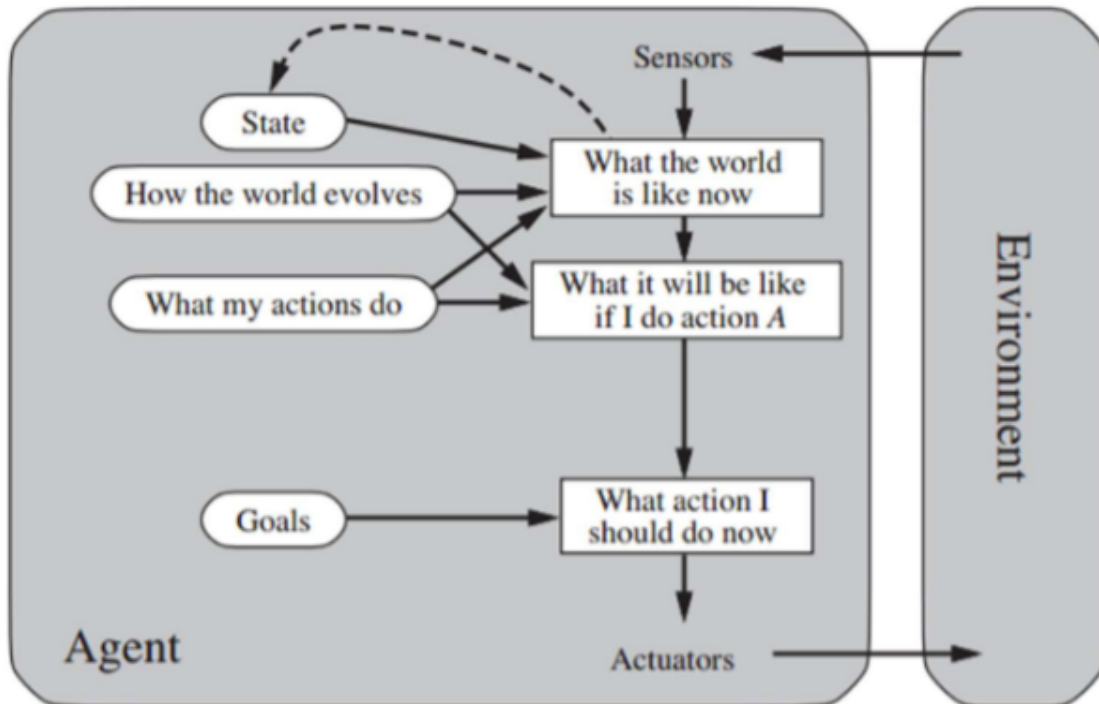 Sensors
State
What the world
is like now
How the world evolves
What my actions do
What it will be like
if I do action A
Goals
What action I
should do now
Agent
Actuators
Environment